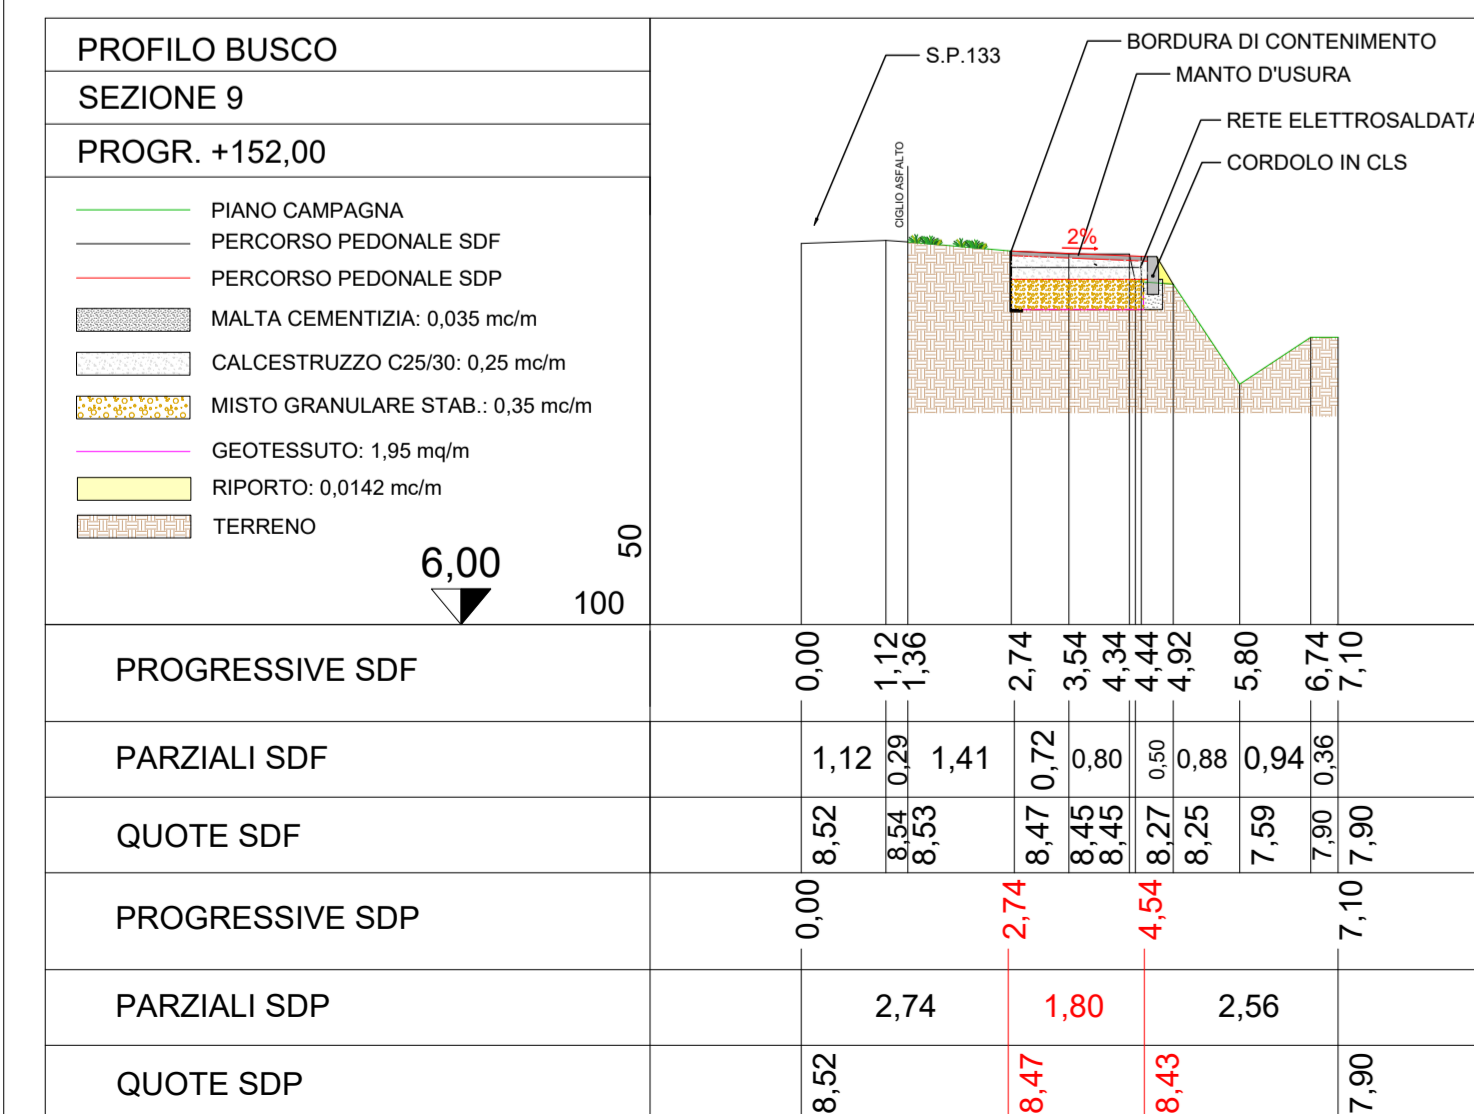 PROFILO BUSCO
SEZIONE 9
PROGR. +152,00
PIANO CAMPAGNA
PERCORSO PEDONALE SDF
PERCORSO PEDONALE SDP
MALTA CEMENTIZIA: 0,035 mc/m
CALCESTRUZZO C25/30: 0,25 mc/m
MISTO GRANULARE STAB.: 0,35 mc/m
GEOTESSUTO: 1,95 mq/m
RIPORTO: 0,0142 mc/m
TERRENO
6,00
50
100
S.P.133
BORDURA DI CONTENIMENTO
MANTO D'USURA
RETE ELETTROSALDATA
CORDOLO IN CLS
CIGLIO ASFALTO
2%
PROGRESSIVE SDF 0,00 1,12 1,36 2,74 3,54 4,34 4,44 4,92 5,80 6,74 7,10
PARZIALI SDF 1,12 0,29 1,41 0,72 0,80 0,50 0,88 0,94 0,36
QUOTE SDF 8,52 8,54 8,53 8,47 8,45 8,45 8,27 8,25 7,59 7,90 7,90
PROGRESSIVE SDP 0,00 2,74 4,54 7,10
PARZIALI SDP 2,74 1,80 2,56
QUOTE SDP 8,52 8,47 8,43 7,90